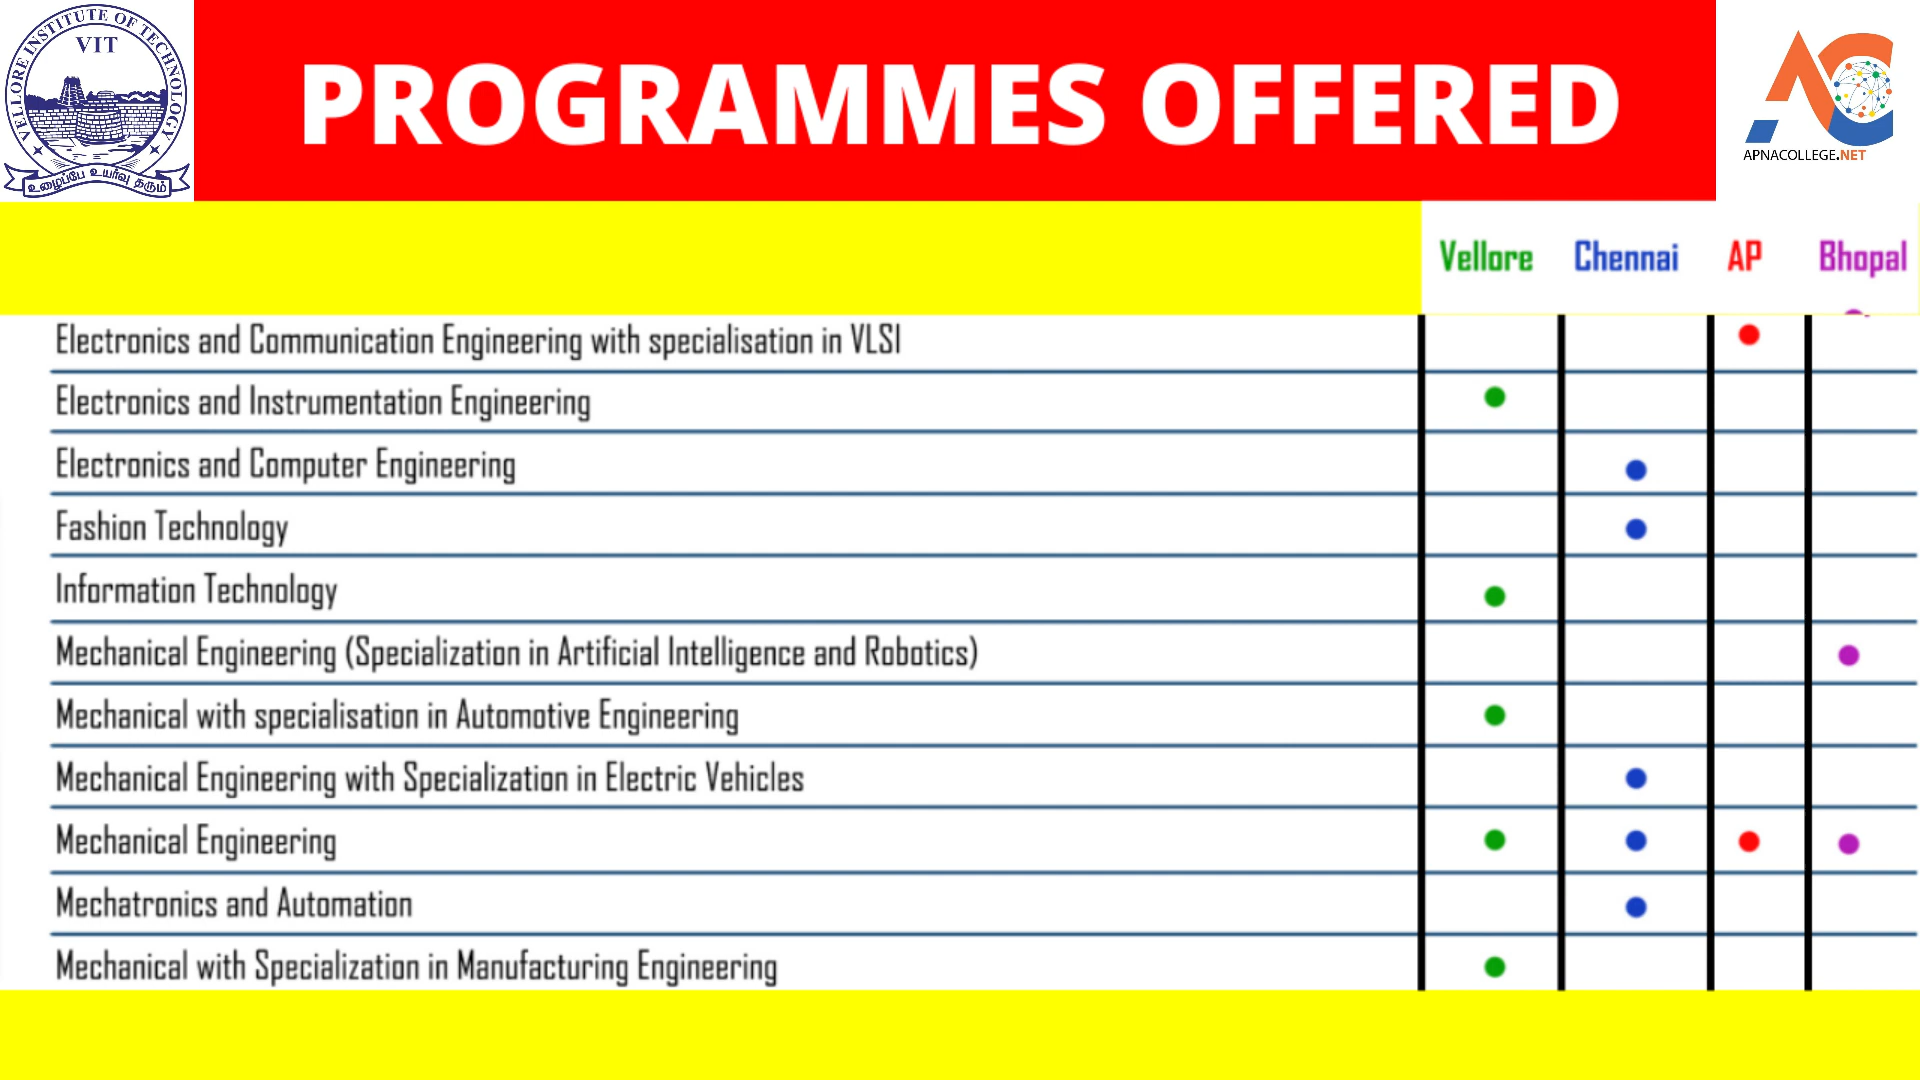 VELLORE INSTITUTE OF TECHNOLOGY
VIT
உழைப்பே உயர்வு தரும்
PROGRAMMES OFFERED
APNACOLLEGE.NET
Vellore Chennai AP Bhopal
Electronics and Communication Engineering with specialisation in VLSI
Electronics and Instrumentation Engineering
Electronics and Computer Engineering
Fashion Technology
Information Technology
Mechanical Engineering (Specialization in Artificial Intelligence and Robotics)
Mechanical with specialisation in Automotive Engineering
Mechanical Engineering with Specialization in Electric Vehicles
Mechanical Engineering
Mechatronics and Automation
Mechanical with Specialization in Manufacturing Engineering